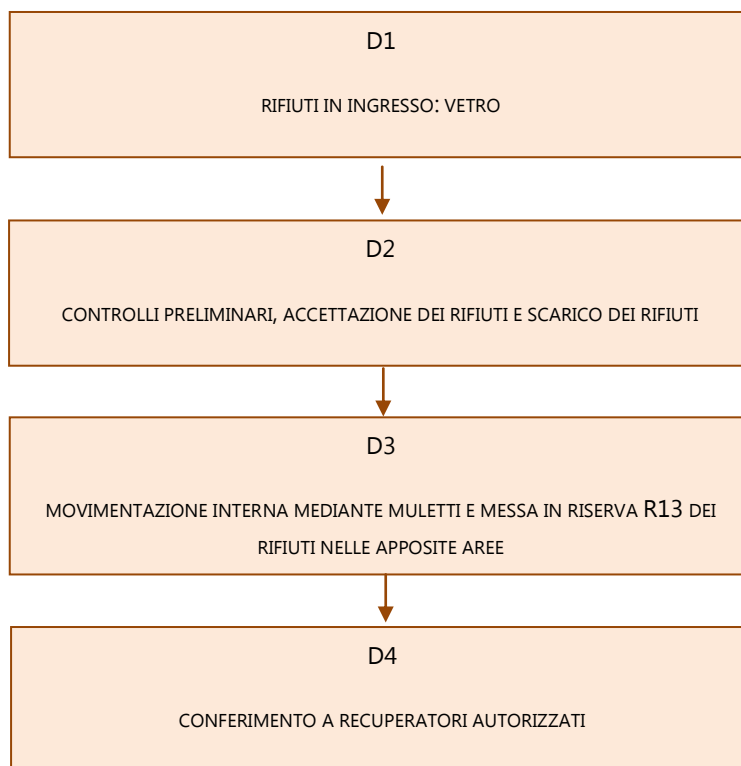 D1
RIFIUTI IN INGRESSO: VETRO
D2
CONTROLLI PRELIMINARI, ACCETTAZIONE DEI RIFIUTI E SCARICO DEI RIFIUTI
D3
MOVIMENTAZIONE INTERNA MEDIANTE MULETTI E MESSA IN RISERVA R13 DEI
RIFIUTI NELLE APPOSITE AREE
D4
CONFERIMENTO A RECUPERATORI AUTORIZZATI